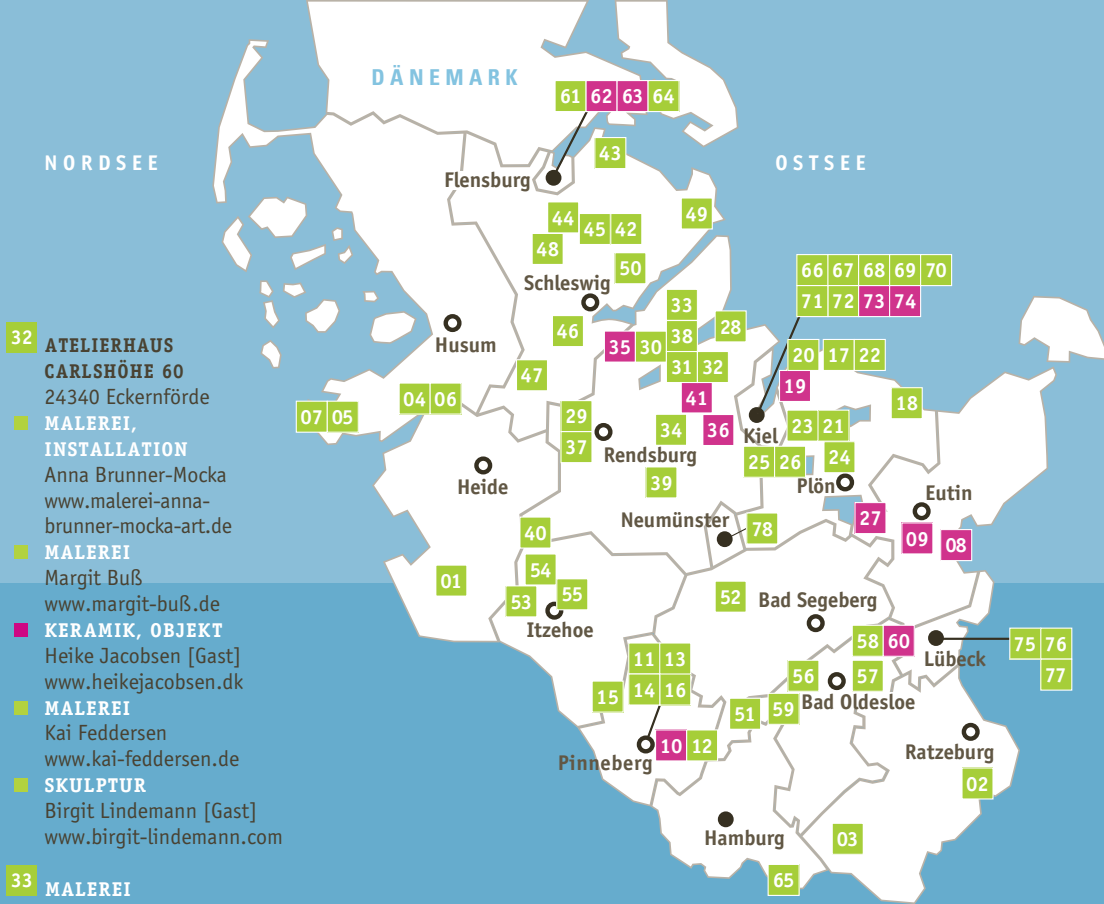 DÄNEMARK
61 62 63 64
NORDSEE
43
OSTSEE
Flensburg
44
45 42
49
48
50
66 67 68 69 70
71 72 73 74
Schleswig
33
28
46
35 30 38
31 32
Husum
20 17 22
19
47
41
18
04 06
07 05
29
37
34
36
Kiel
23 21
Rendsburg
25 26
24
Heide
39
Plön
Eutin
Neumünster
78
27
09
08
40
01
54
53
55
Itzehoe
52
Bad Segeberg
58 60
Lübeck
75 76
77
11 13
14 16
15
56
57
Bad Oldesloe
51
59
Pinneberg
10 12
Ratzeburg
02
Hamburg
03
65
32 ATELIERHAUS
CARLSHÖHE 60
24340 Eckernförde
MALEREI,
INSTALLATION
Anna Brunner-Mocka
www.malerei-anna-
brunner-mocka-art.de
MALEREI
Margit Buß
www.margit-buß.de
KERAMIK, OBJEKT
Heike Jacobsen [Gast]
www.heikejacobsen.dk
MALEREI
Kai Feddersen
www.kai-feddersen.de
SKULPTUR
Birgit Lindemann [Gast]
www.birgit-lindemann.com
33 MALEREI